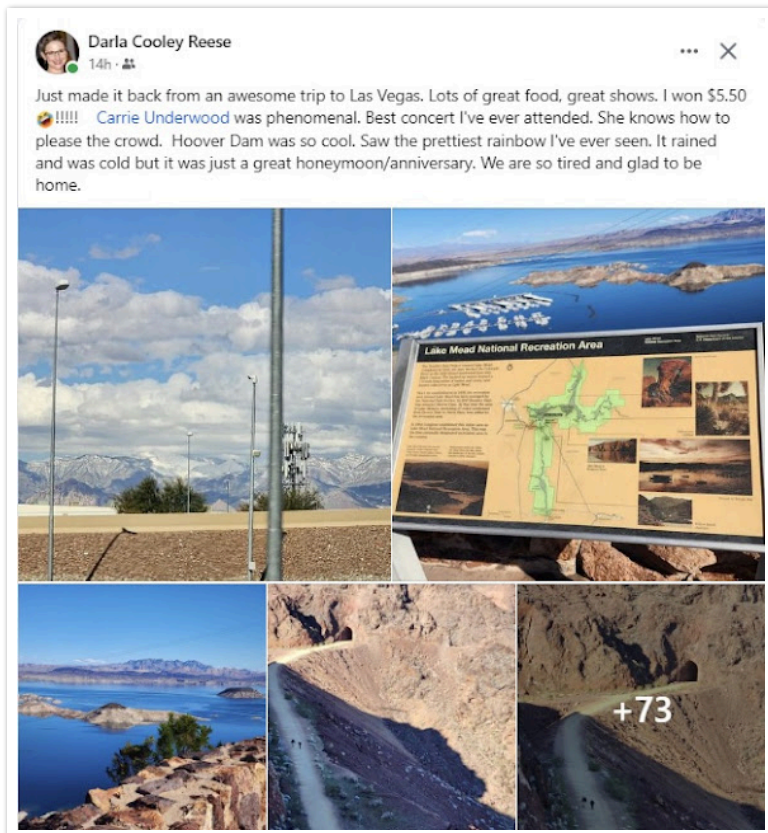 Darla Cooley Reese
14h ·
Just made it back from an awesome trip to Las Vegas. Lots of great food, great shows. I won $5.50
🤣!!!!! Carrie Underwood was phenomenal. Best concert I've ever attended. She knows how to
please the crowd. Hoover Dam was so cool. Saw the prettiest rainbow I've ever seen. It rained
and was cold but it was just a great honeymoon/anniversary. We are so tired and glad to be
home.
Lake Mead National Recreation Area
+73